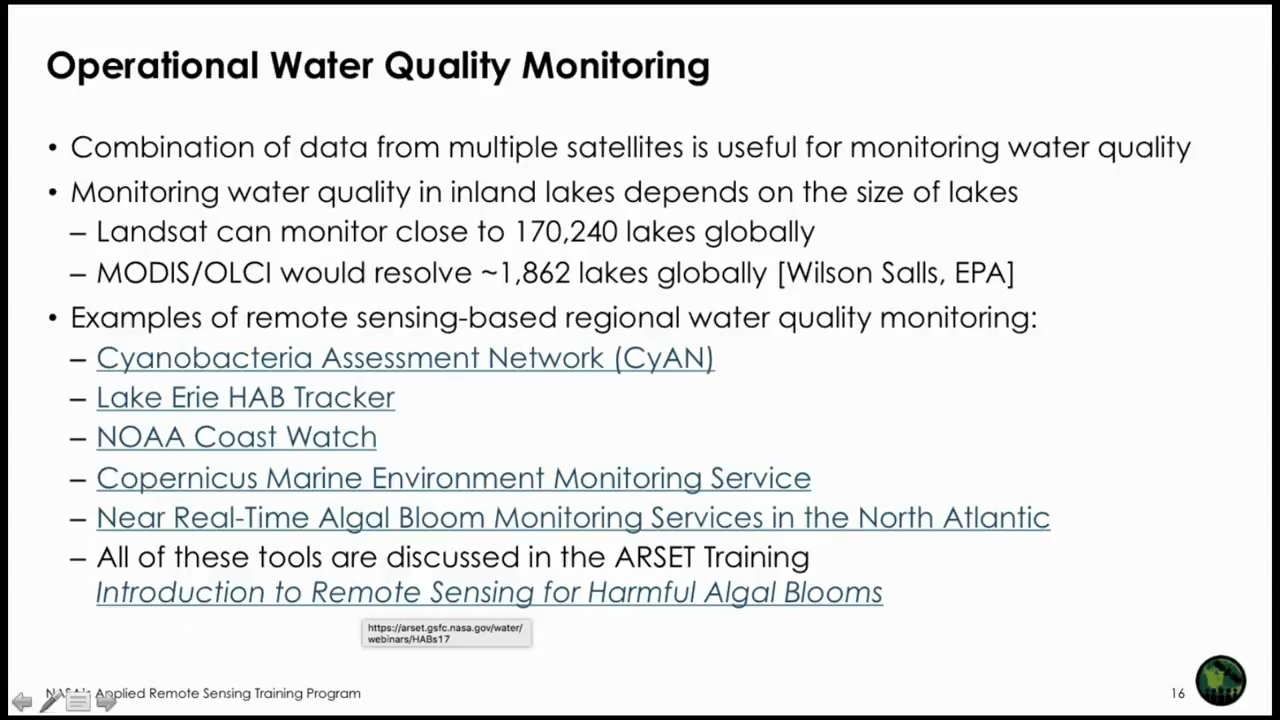 Operational Water Quality Monitoring
• Combination of data from multiple satellites is useful for monitoring water quality
• Monitoring water quality in inland lakes depends on the size of lakes
– Landsat can monitor close to 170,240 lakes globally
– MODIS/OLCI would resolve ~1,862 lakes globally [Wilson Salls, EPA]
• Examples of remote sensing-based regional water quality monitoring:
– Cyanobacteria Assessment Network (CyAN)
– Lake Erie HAB Tracker
– NOAA Coast Watch
– Copernicus Marine Environment Monitoring Service
– Near Real-Time Algal Bloom Monitoring Services in the North Atlantic
– All of these tools are discussed in the ARSET Training
Introduction to Remote Sensing for Harmful Algal Blooms
https://arset.gsfc.nasa.gov/water/
webinars/HABs17
NASA's Applied Remote Sensing Training Program
16